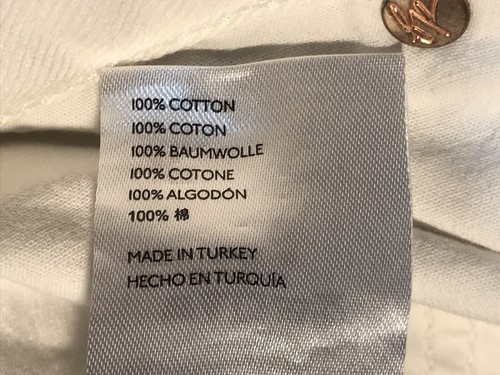 100% COTTON
100% COTON
100% BAUMWOLLE
100% COTONE
100% ALGODÓN
100% 棉
MADE IN TURKEY
HECHO EN TURQUÍA